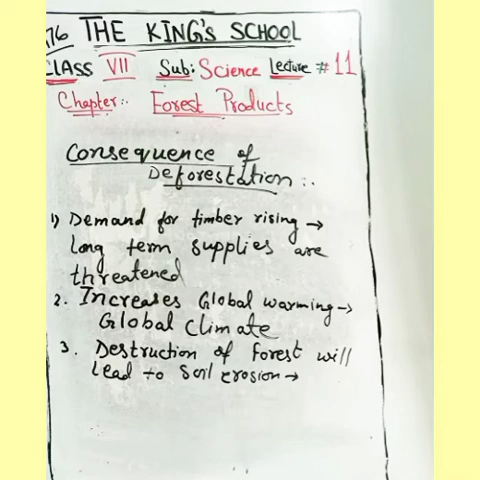 976 THE KING's SCHOOL
CLASS VII Sub: Science Lecture # 11
Chapter:. Forest Products
Consequence of
Deforestation:.
1) Demand for timber rising →
long term supplies are
threatened
2. Increases Global warming →
Global Climate
3. Destruction of Forest will
Lead to Soil Erosion →